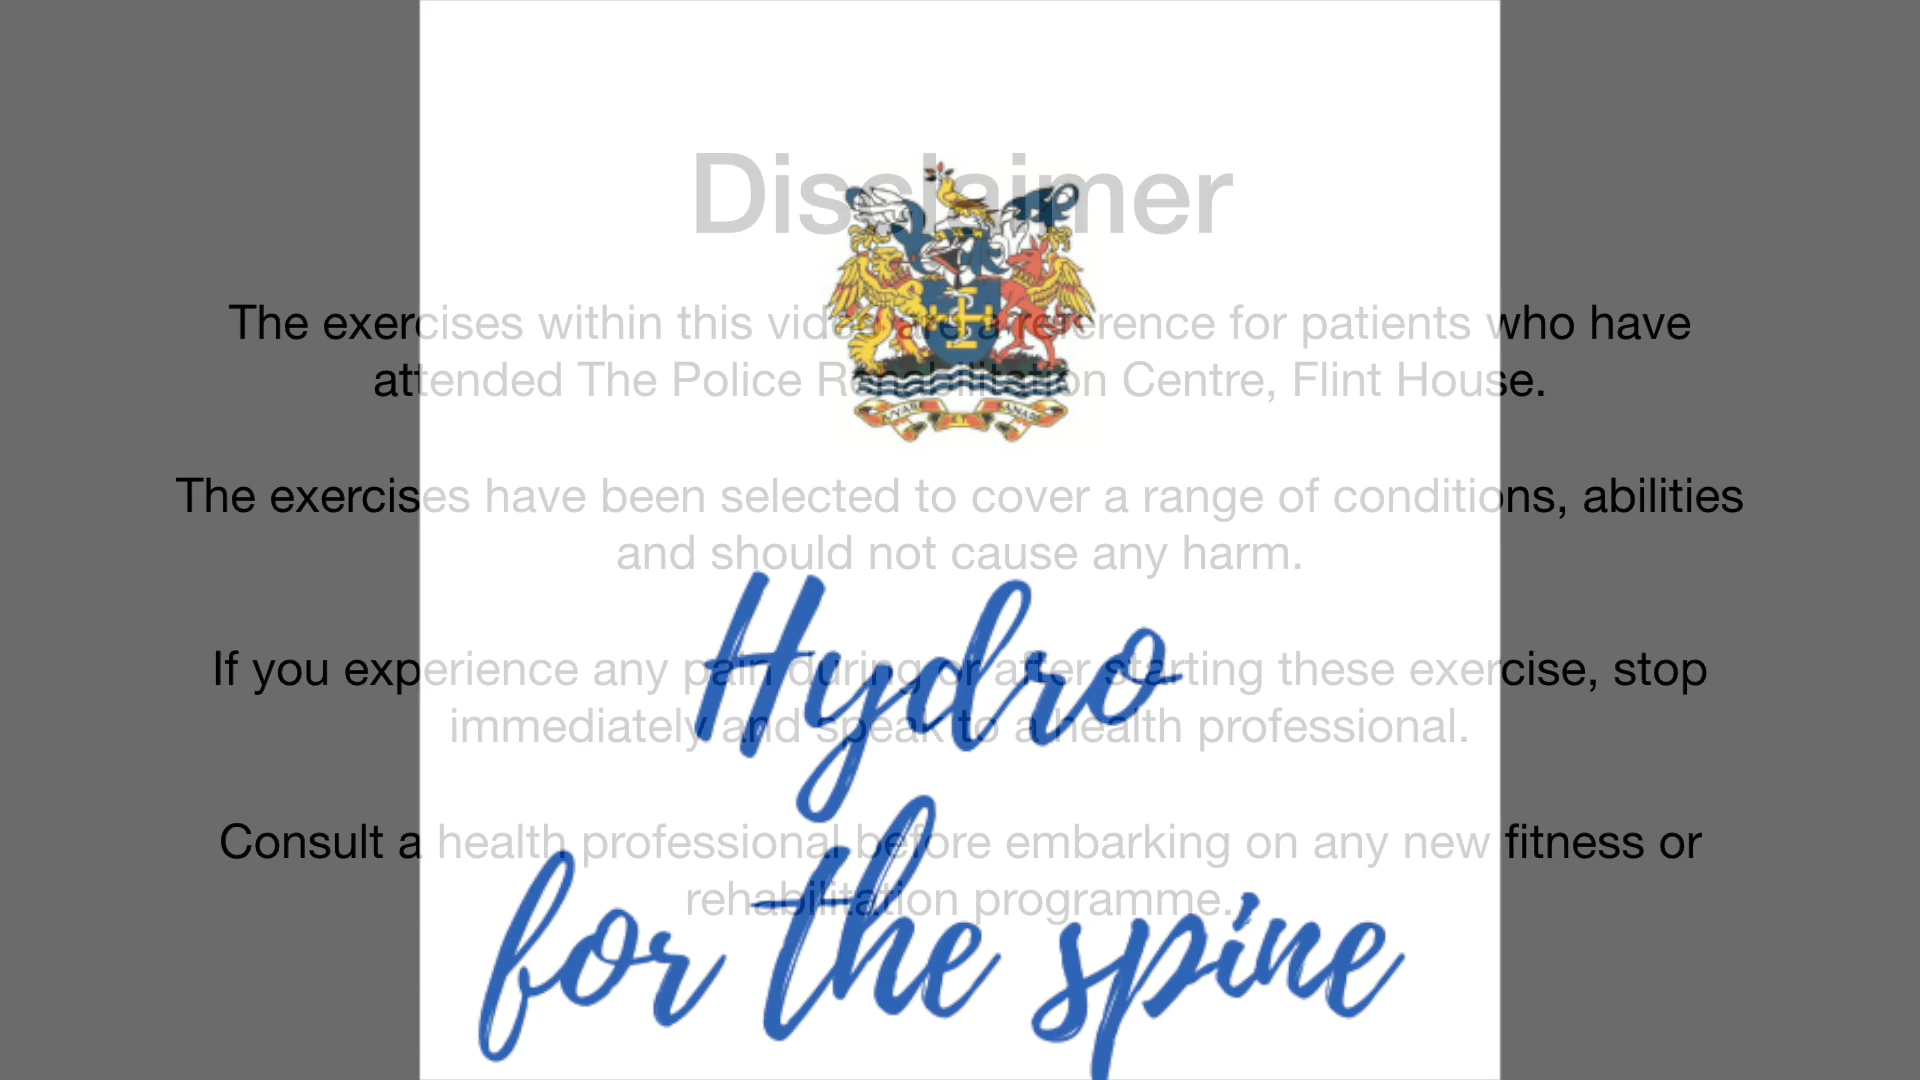 Disclaimer
The exercises within this video are a reference for patients who have
attended The Police Rehabilitation Centre, Flint House.
The exercises have been selected to cover a range of conditions, abilities
and should not cause any harm.
If you experience any pain during or after starting these exercise, stop
immediately and speak to a health professional.
Consult a health professional before embarking on any new fitness or
rehabilitation programme.
Hydro
for the spine